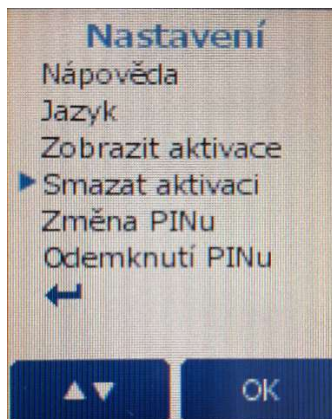 Nastavení
Nápověda
Jazyk
Zobrazit aktivace
Smazat aktivaci
Změna PINu
Odemknutí PINu
OK